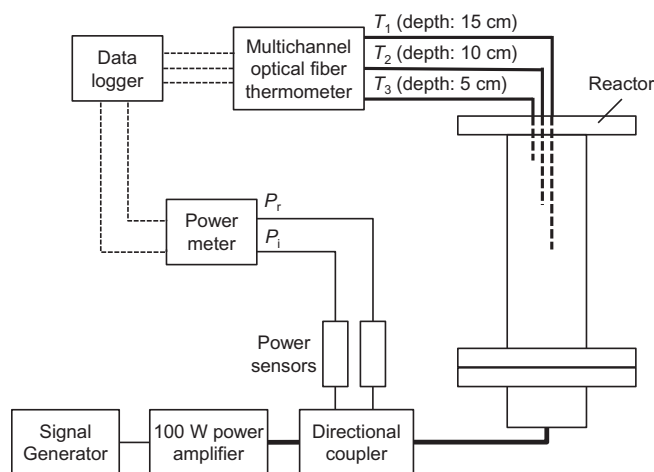 Data
logger
Multichannel
optical fiber
thermometer
T1 (depth: 15 cm)
T2 (depth: 10 cm)
T3 (depth: 5 cm)
Reactor
Power
meter
Pr
Pi
Power
sensors
Signal
Generator
100 W power
amplifier
Directional
coupler